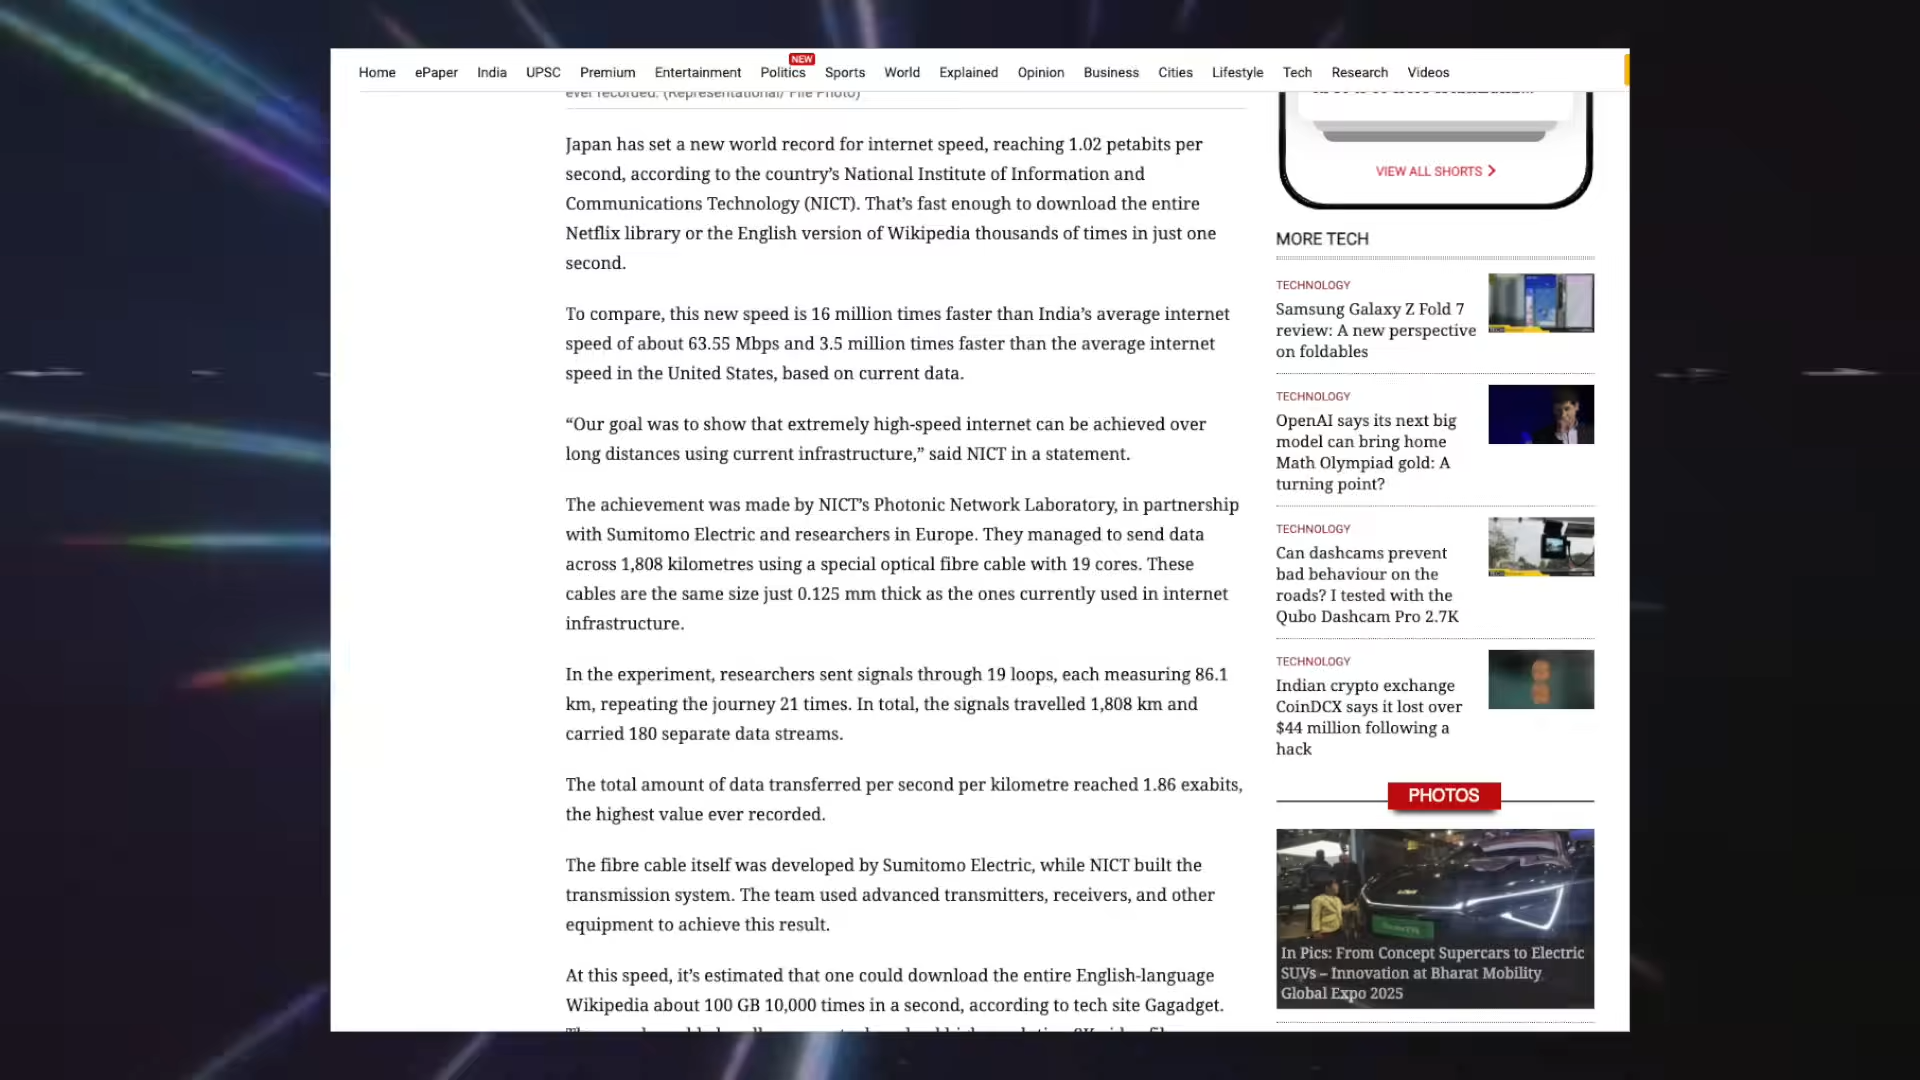 Home ePaper India UPSC Premium Entertainment Politics Sports World Explained Opinion Business Cities Lifestyle Tech Research Videos
NEW
ever recorded. (Representational/ File Photo)
Japan has set a new world record for internet speed, reaching 1.02 petabits per
second, according to the country’s National Institute of Information and
Communications Technology (NICT). That’s fast enough to download the entire
Netflix library or the English version of Wikipedia thousands of times in just one
second.
To compare, this new speed is 16 million times faster than India’s average internet
speed of about 63.55 Mbps and 3.5 million times faster than the average internet
speed in the United States, based on current data.
“Our goal was to show that extremely high-speed internet can be achieved over
long distances using current infrastructure,” said NICT in a statement.
The achievement was made by NICT’s Photonic Network Laboratory, in partnership
with Sumitomo Electric and researchers in Europe. They managed to send data
across 1,808 kilometres using a special optical fibre cable with 19 cores. These
cables are the same size just 0.125 mm thick as the ones currently used in internet
infrastructure.
In the experiment, researchers sent signals through 19 loops, each measuring 86.1
km, repeating the journey 21 times. In total, the signals travelled 1,808 km and
carried 180 separate data streams.
The total amount of data transferred per second per kilometre reached 1.86 exabits,
the highest value ever recorded.
The fibre cable itself was developed by Sumitomo Electric, while NICT built the
transmission system. The team used advanced transmitters, receivers, and other
equipment to achieve this result.
At this speed, it’s estimated that one could download the entire English-language
Wikipedia about 100 GB 10,000 times in a second, according to tech site Gagadget.
VIEW ALL SHORTS
MORE TECH
TECHNOLOGY
Samsung Galaxy Z Fold 7
review: A new perspective
on foldables
TECHNOLOGY
OpenAI says its next big
model can bring home
Math Olympiad gold: A
turning point?
TECHNOLOGY
Can dashcams prevent
bad behaviour on the
roads? I tested with the
Qubo Dashcam Pro 2.7K
TECHNOLOGY
Indian crypto exchange
CoinDCX says it lost over
$44 million following a
hack
PHOTOS
In Pics: From Concept Supercars to Electric
SUVs – Innovation at Bharat Mobility
Global Expo 2025